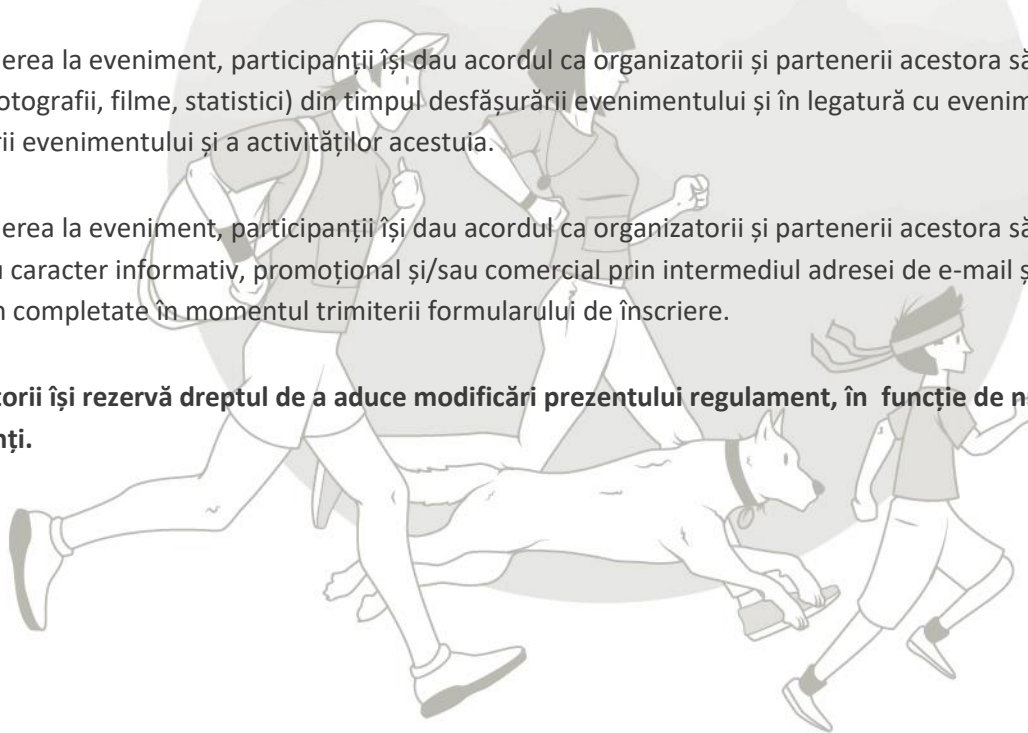 erea la eveniment, participanții își dau acordul ca organizatorii și partenerii acestora să
otografii, filme, statistici) din timpul desfășurării evenimentului și în legatură cu evenim
rii evenimentului și a activităților acestuia.
erea la eveniment, participanții își dau acordul ca organizatorii și partenerii acestora să
u caracter informativ, promoțional și/sau comercial prin intermediul adresei de e-mail ș
n completate în momentul trimiterii formularului de înscriere.
torii își rezervă dreptul de a aduce modificări prezentului regulament, în funcție de n
nți.